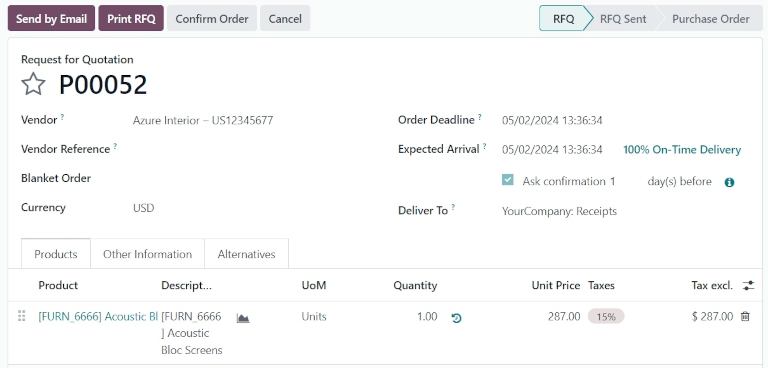 Send by Email Print RFQ Confirm Order Cancel RFQ RFQ Sent Purchase Order
Request for Quotation
P00052
Vendor ? Azure Interior – US12345677 Order Deadline ? 05/02/2024 13:36:34
Vendor Reference ? Expected Arrival ? 05/02/2024 13:36:34 100% On-Time Delivery
Blanket Order Ask confirmation 1 day(s) before
Currency USD Deliver To ? YourCompany: Receipts
Products Other Information Alternatives
Product Descript... UoM Quantity Unit Price Taxes Tax excl.
[FURN_6666] Acoustic Bl [FURN_6666 Units 1.00 287.00 15% $ 287.00
] Acoustic
Bloc Screens